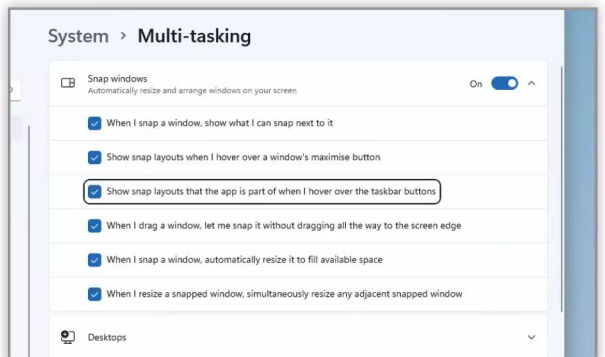 System > Multi-tasking
Snap windows
Automatically resize and arrange windows on your screen
On
When I snap a window, show what I can snap next to it
Show snap layouts when I hover over a window's maximise button
Show snap layouts that the app is part of when I hover over the taskbar buttons
When I drag a window, let me snap it without dragging all the way to the screen edge
When I snap a window, automatically resize it to fill available space
When I resize a snapped window, simultaneously resize any adjacent snapped window
Desktops